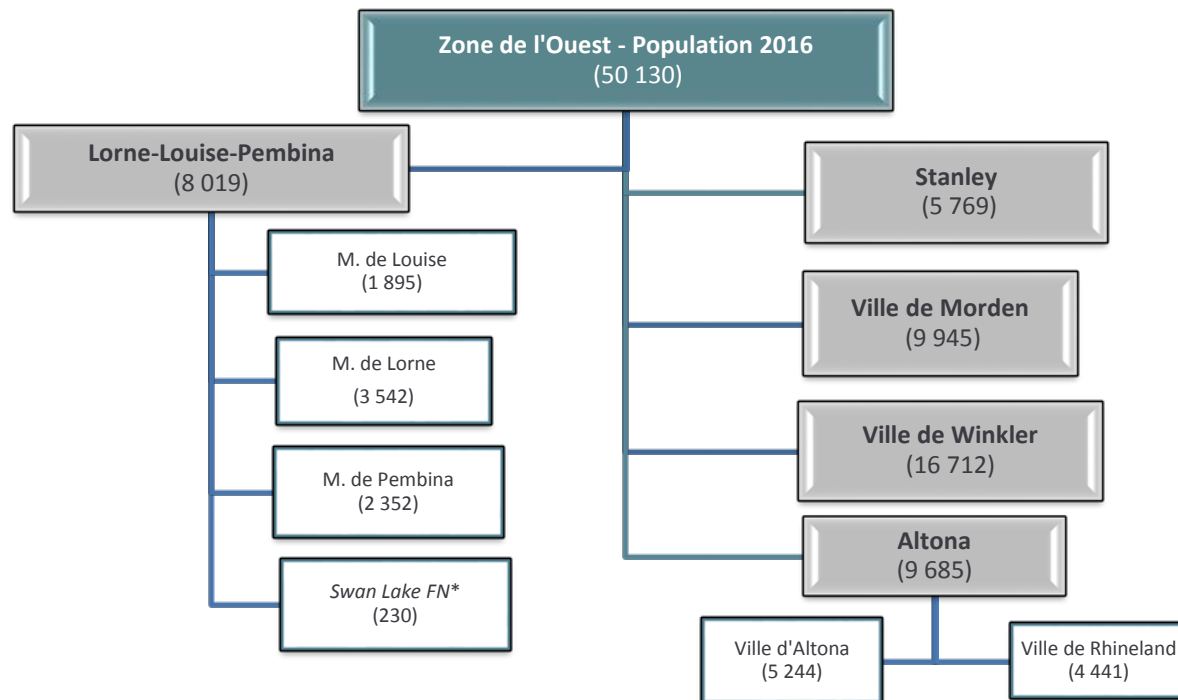 Zone de l'Ouest - Population 2016
(50 130)
Lorne-Louise-Pembina
(8 019)
M. de Louise
(1 895)
M. de Lorne
(3 542)
M. de Pembina
(2 352)
Swan Lake FN*
(230)
Stanley
(5 769)
Ville de Morden
(9 945)
Ville de Winkler
(16 712)
Altona
(9 685)
Ville d'Altona
(5 244)
Ville de Rhineland
(4 441)